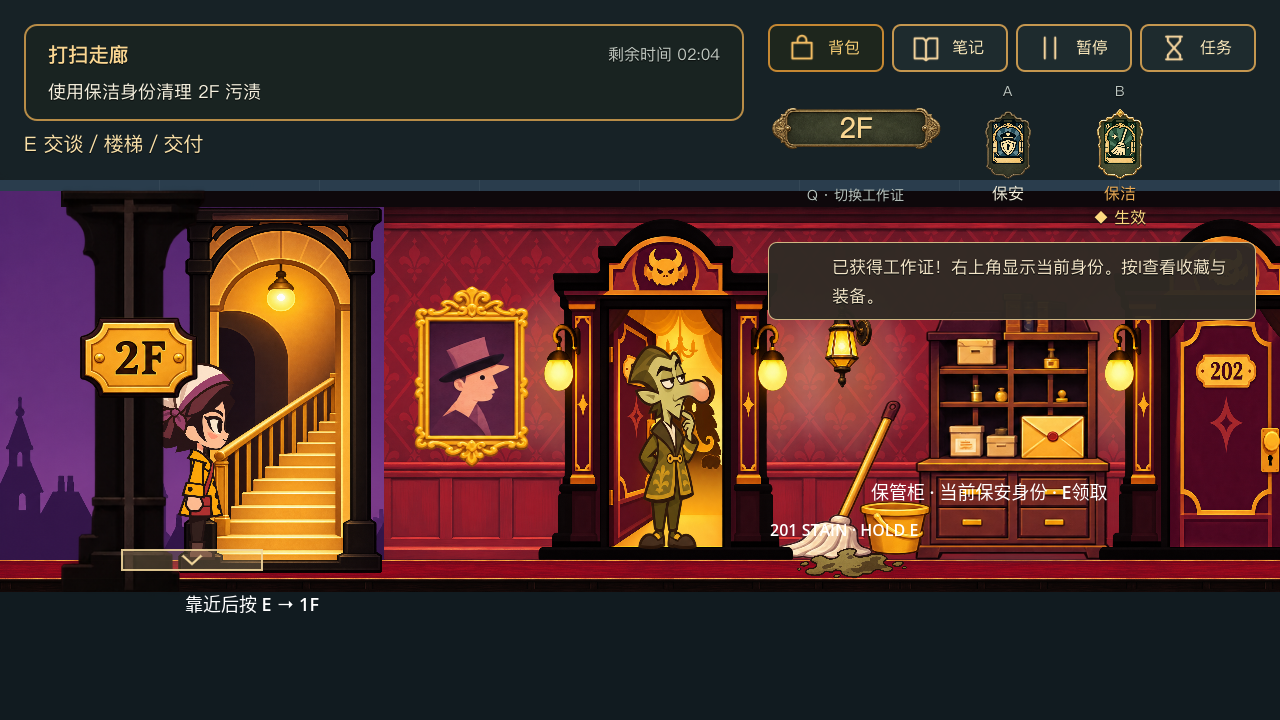 打扫走廊
剩余时间 02:04
使用保洁身份清理 2F 污渍
E 交谈 / 楼梯 / 交付
背包
笔记
暂停
任务
A
B
2F
Q · 切换工作证
保安
保洁
◆ 生效
已获得工作证！右上角显示当前身份。按I查看收藏与
装备。
2F
202
保管柜 · 当前保安身份 · E领取
201 STAIN · HOLD E
靠近后按 E → 1F